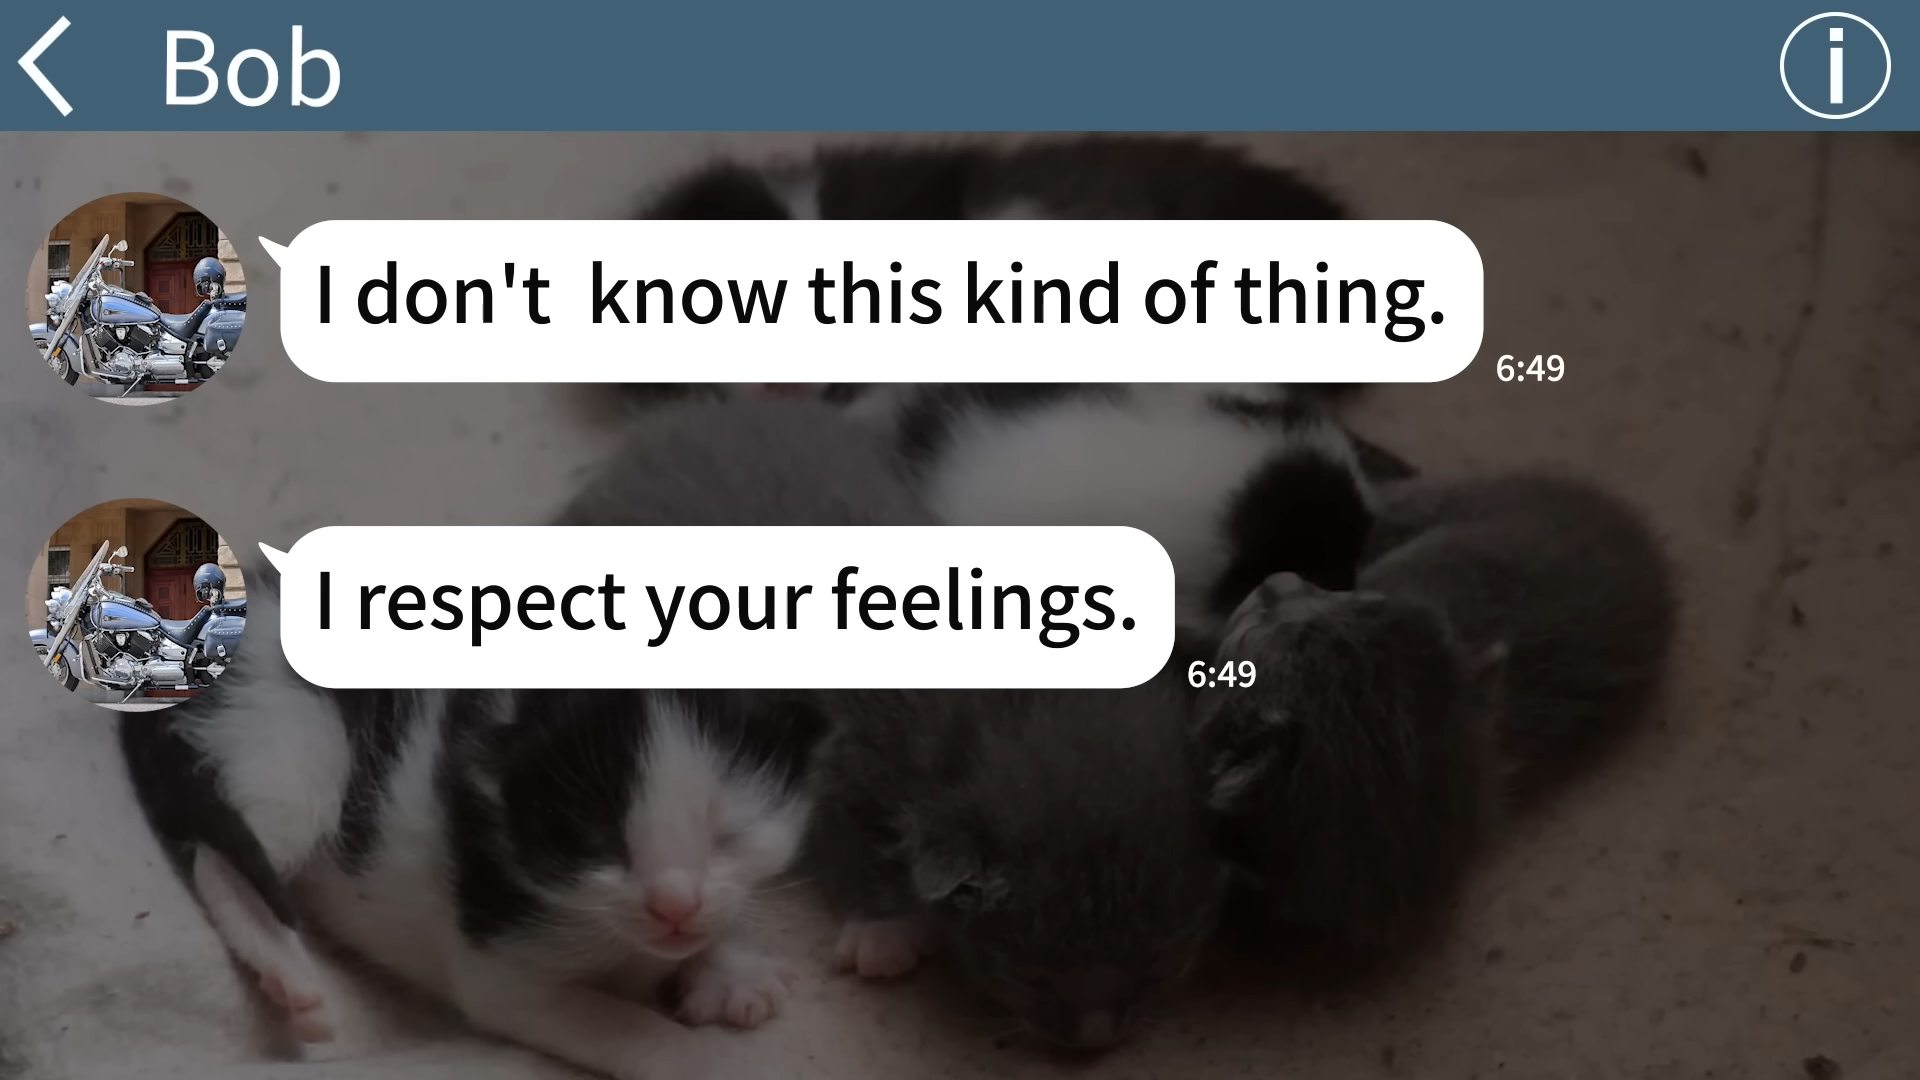 Bob
I don't  know this kind of thing.
6:49
I respect your feelings.
6:49